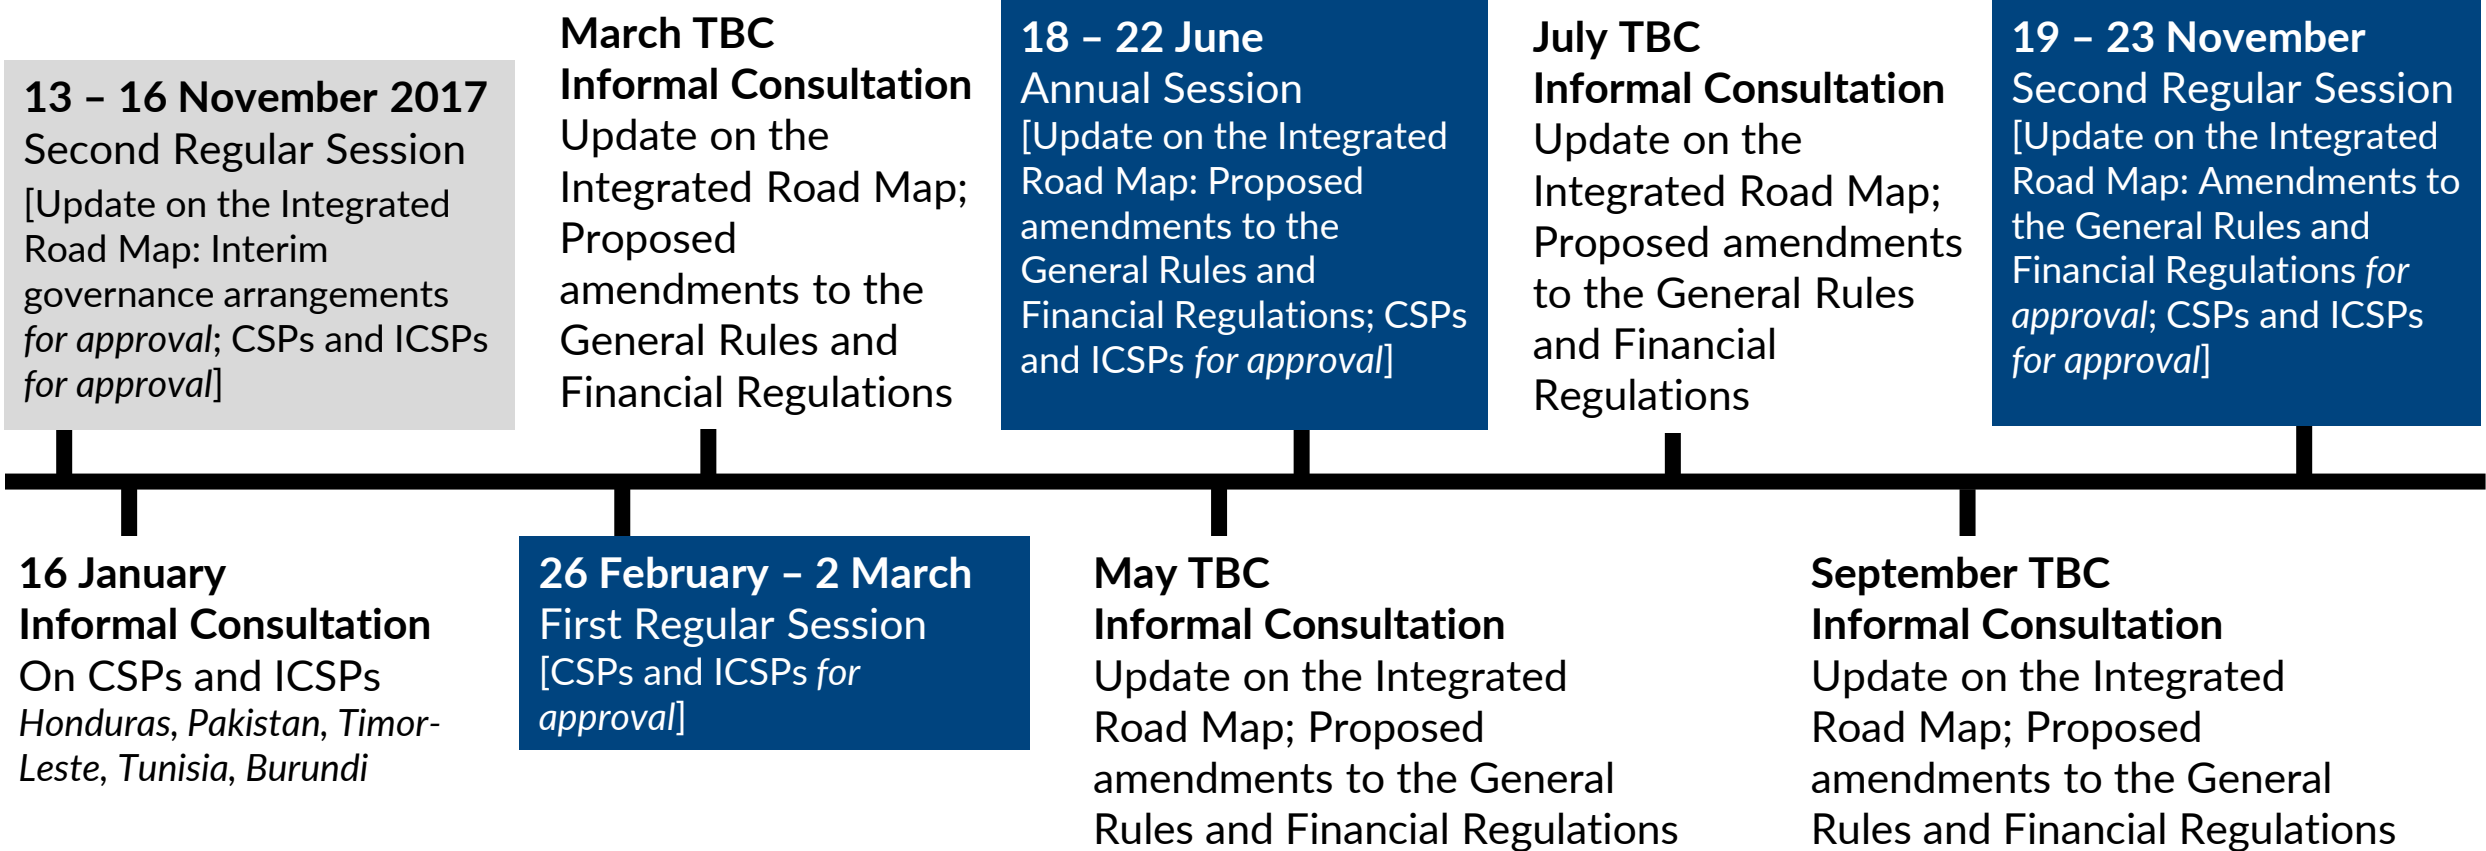 13 – 16 November 2017
Second Regular Session
[Update on the Integrated
Road Map: Interim
governance arrangements
for approval; CSPs and ICSPs
for approval]
March TBC
Informal Consultation
Update on the
Integrated Road Map;
Proposed
amendments to the
General Rules and
Financial Regulations
18 – 22 June
Annual Session
[Update on the Integrated
Road Map: Proposed
amendments to the
General Rules and
Financial Regulations; CSPs
and ICSPs for approval]
July TBC
Informal Consultation
Update on the
Integrated Road Map;
Proposed amendments
to the General Rules
and Financial
Regulations
19 – 23 November
Second Regular Session
[Update on the Integrated
Road Map: Amendments to
the General Rules and
Financial Regulations for
approval; CSPs and ICSPs
for approval]
16 January
Informal Consultation
On CSPs and ICSPs
Honduras, Pakistan, Timor-
Leste, Tunisia, Burundi
26 February – 2 March
First Regular Session
[CSPs and ICSPs for
approval]
May TBC
Informal Consultation
Update on the Integrated
Road Map; Proposed
amendments to the General
Rules and Financial Regulations
September TBC
Informal Consultation
Update on the Integrated
Road Map; Proposed
amendments to the General
Rules and Financial Regulations